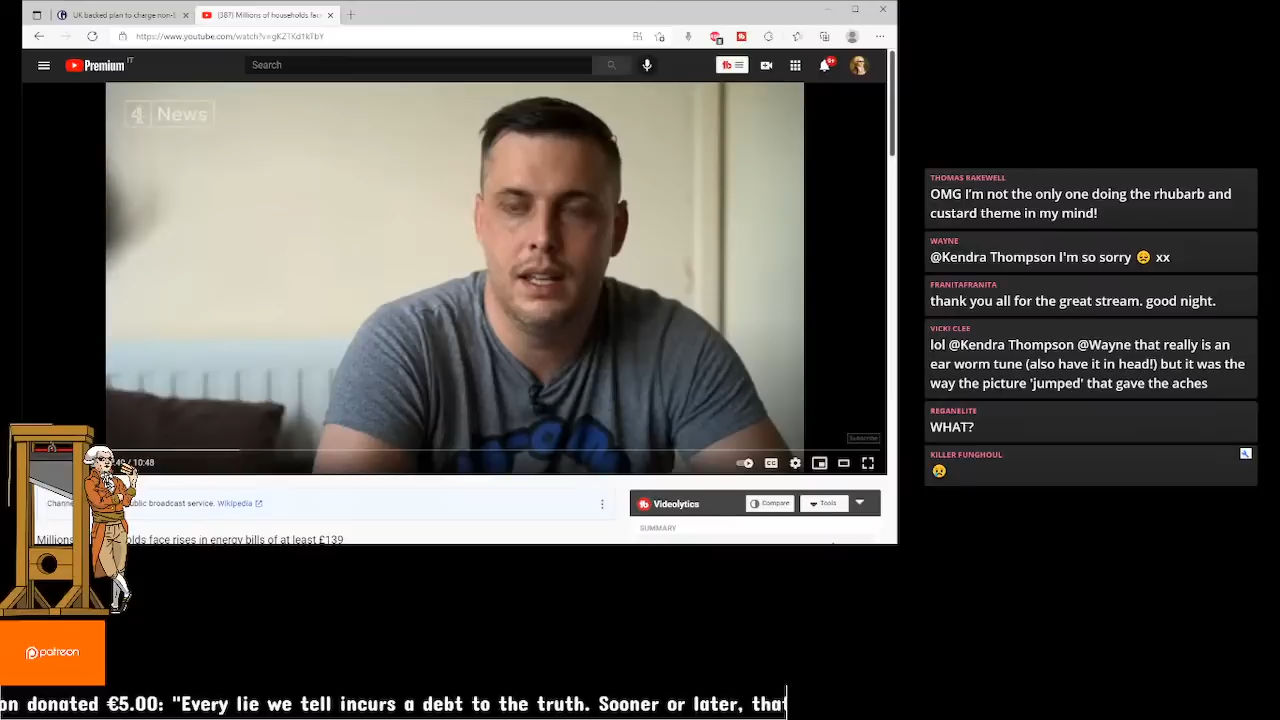 UK backed plan to charge non-E
(387) Millions of households fac
https://www.youtube.com/watch?v=
Premium IT
Search
9+
4 News
Subscribe
/ 10:48
public broadcast service. Wikipedia
Videolytics
Compare
Tools
SUMMARY
Millions
holds face rises in energy bills of at least £139
THOMAS RAKEWELL
OMG I'm not the only one doing the rhubarb and
custard theme in my mind!
WAYNE
@Kendra Thompson I'm so sorry 😞 xx
FRANITAFRANITA
thank you all for the great stream. good night.
VICKI CLEE
lol @Kendra Thompson @Wayne that really is an
ear worm tune (also have it in head!) but it was the
way the picture 'jumped' that gave the aches
REGANELITE
WHAT?
KILLER FUNGHOUL
😢
patreon
on donated €5.00: "Every lie we tell incurs a debt to the truth. Sooner or later, that